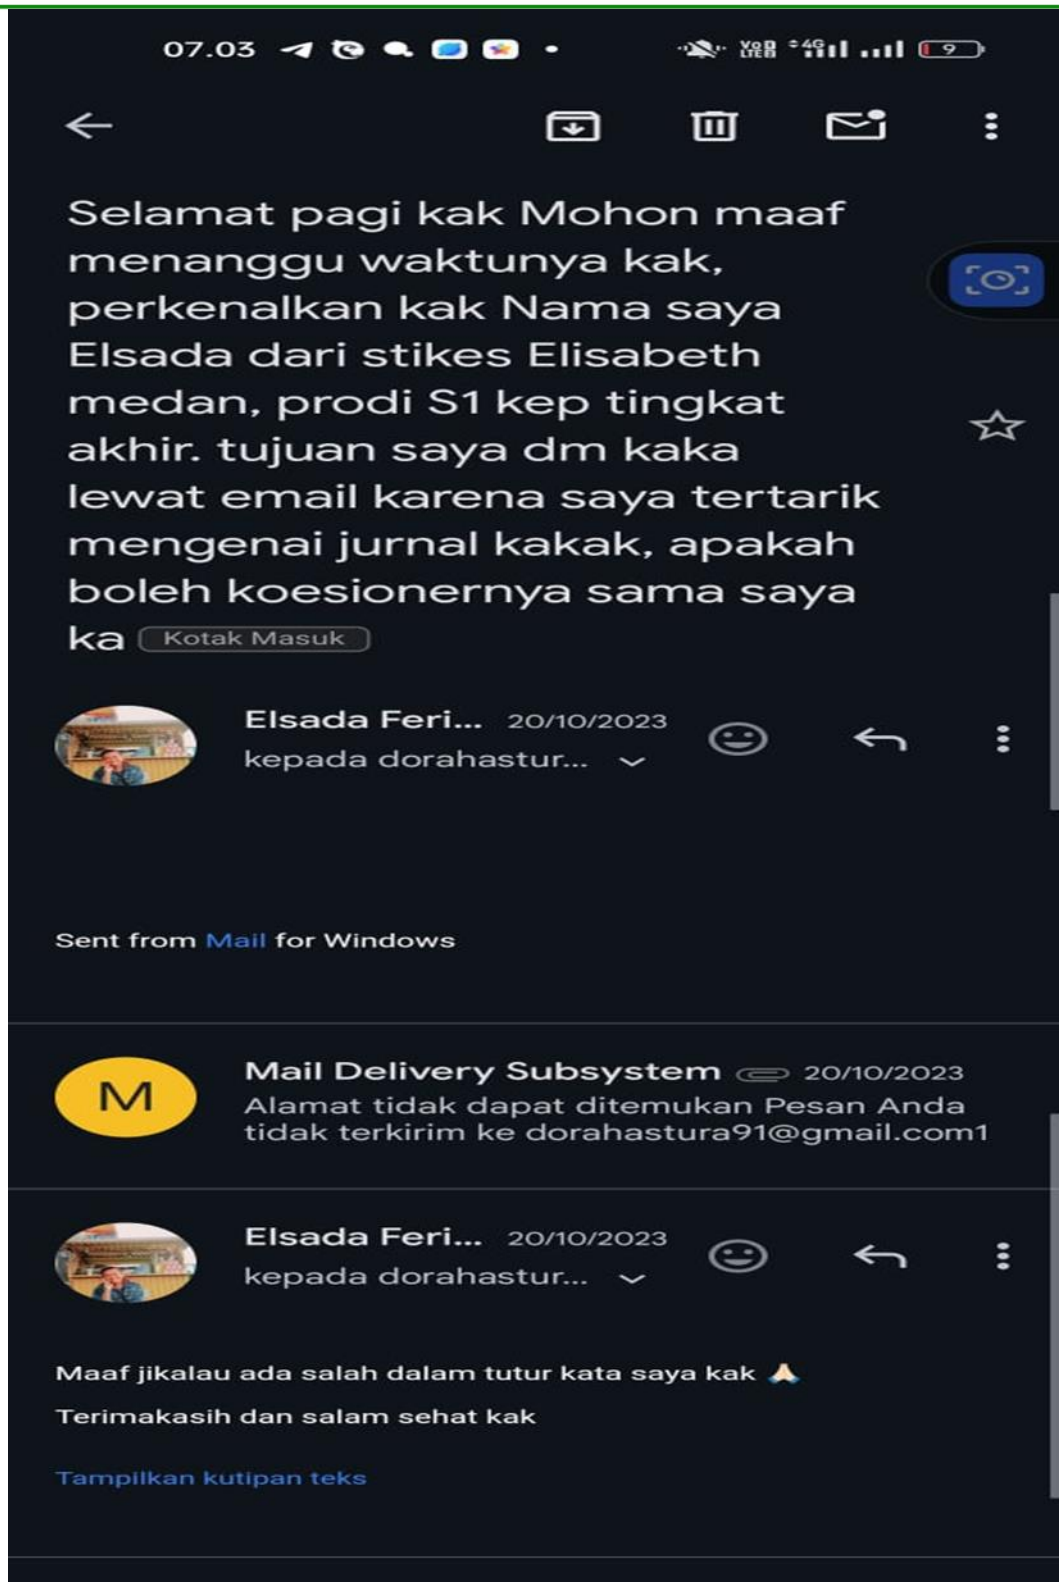 07.03
VoD LTE 4G 9
Selamat pagi kak Mohon maaf
menanggu waktunya kak,
perkenalkan kak Nama saya
Elsada dari stikes Elisabeth
medan, prodi S1 kep tingkat
akhir. tujuan saya dm kaka
lewat email karena saya tertarik
mengenai jurnal kakak, apakah
boleh koesionernya sama saya
ka Kotak Masuk
Elsada Feri... 20/10/2023
kepada dorahastur...
Sent from Mail for Windows
M
Mail Delivery Subsystem 20/10/2023
Alamat tidak dapat ditemukan Pesan Anda
tidak terkirim ke dorahastura91@gmail.com1
Elsada Feri... 20/10/2023
kepada dorahastur...
Maaf jikalau ada salah dalam tutur kata saya kak 🙏🏻
Terimakasih dan salam sehat kak
Tampilkan kutipan teks